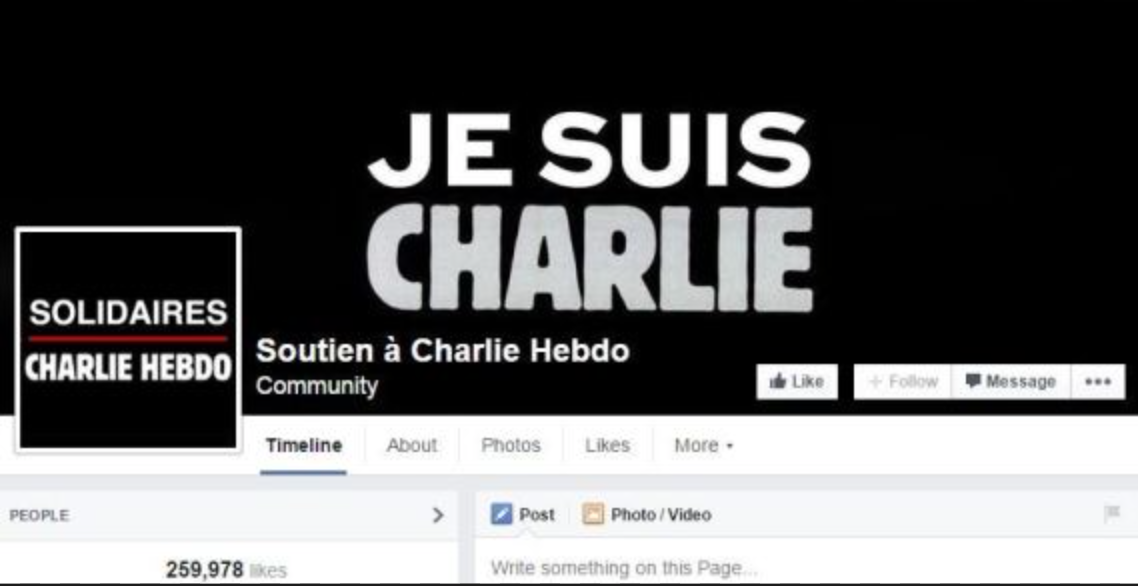 JE SUIS
CHARLIE
SOLIDAIRES
CHARLIE HEBDO
Soutien à Charlie Hebdo
Community
Like
+ Follow
Message
•••
Timeline
About
Photos
Likes
More
PEOPLE
259,978 likes
Post
Photo / Video
Write something on this Page...